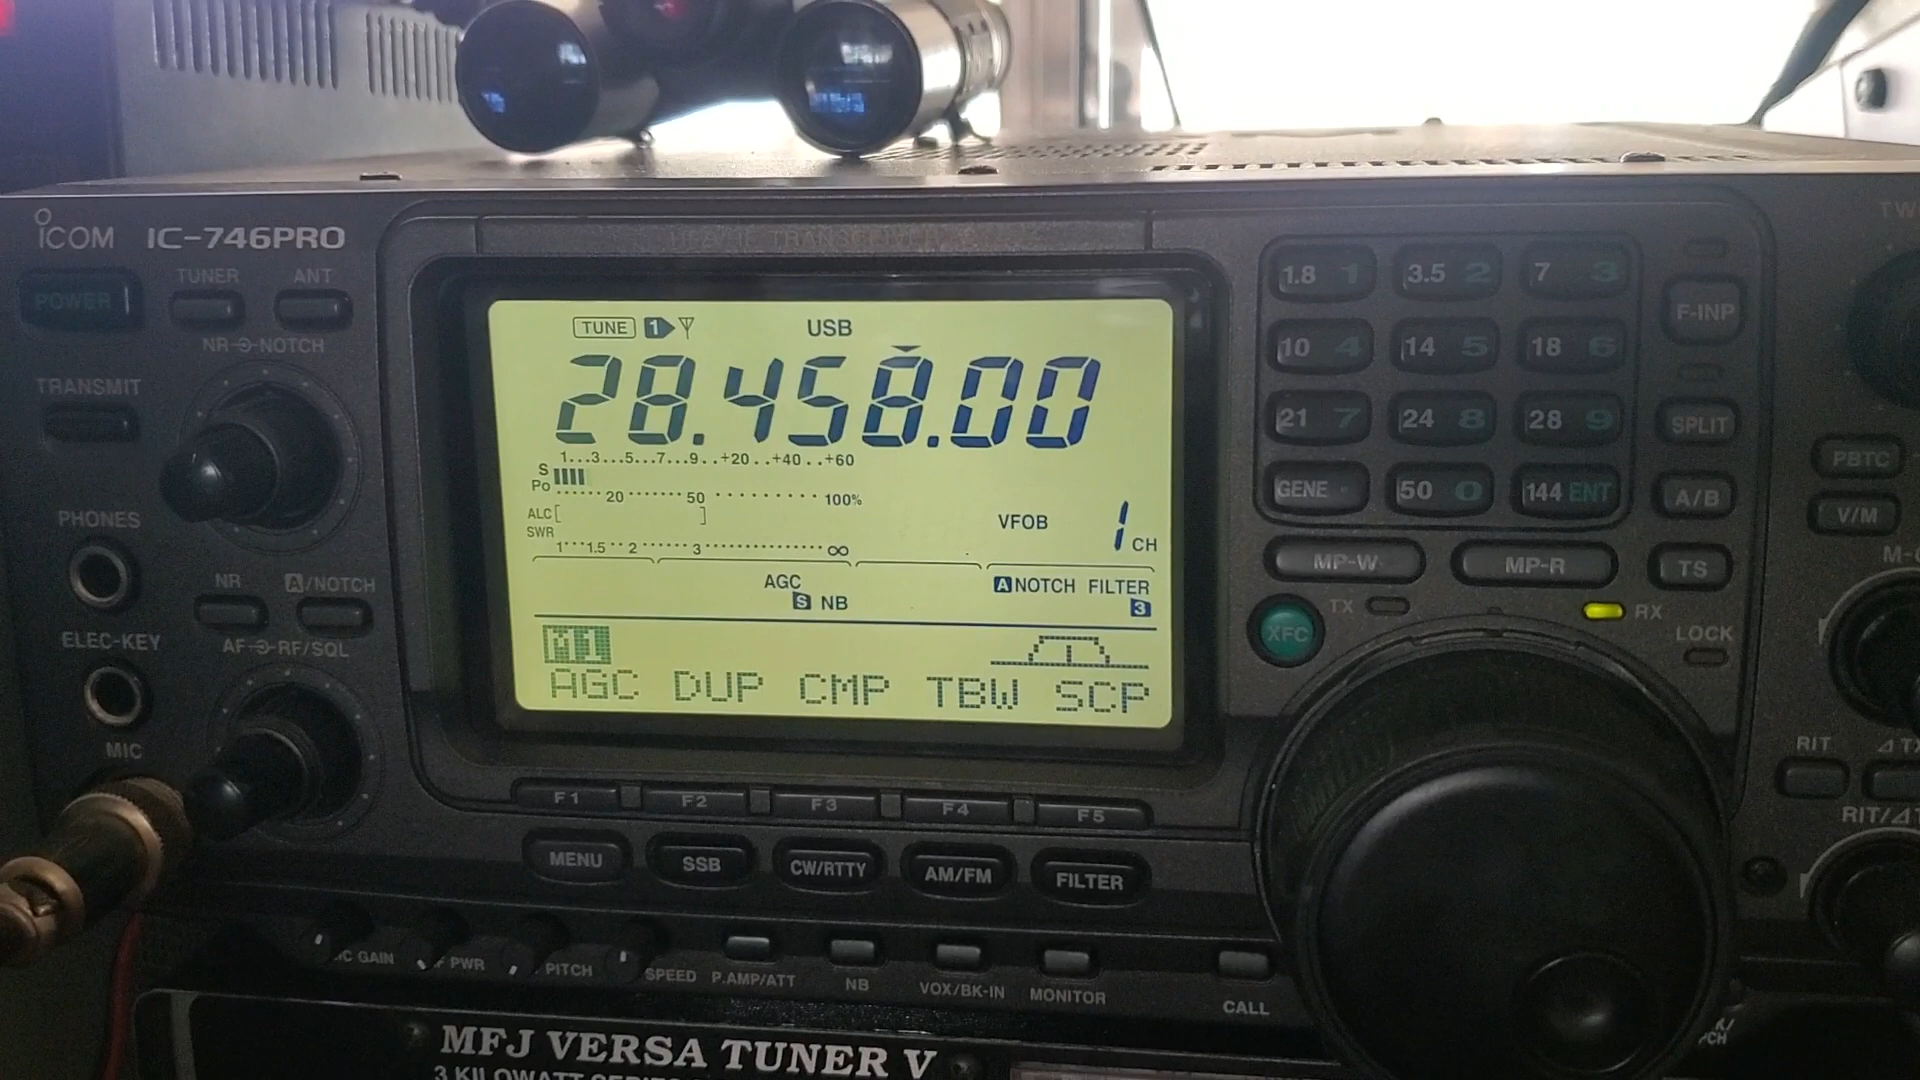 ICOM IC-746PRO
POWER
TUNER
ANT
NR NOTCH
TRANSMIT
PHONES
NR
A/NOTCH
ELEC-KEY
AF RF/SQL
MIC
TUNE 1 USB
28.458.00
1...3...5...7...9..+20..+40..+60
S
Po
20 50 100%
ALC
SWR
1 1.5 2 3 ∞
VFOB 1 CH
AGC
S NB
A NOTCH FILTER
3
M1
AGC DUP CMP TBW SCP
F1 F2 F3 F4 F5
MENU SSB CW/RTTY AM/FM FILTER
PWR PITCH SPEED P.AMP/ATT NB VOX/BK-IN MONITOR CALL
1.8 1 3.5 2 7 3
F-INP
10 4 14 5 18 6
21 7 24 8 28 9
SPLIT
GENE 50 0 144 ENT
A/B
MP-W MP-R TS
XFC TX RX
LOCK
PBTC
V/M
RIT
MFJ VERSA TUNER V